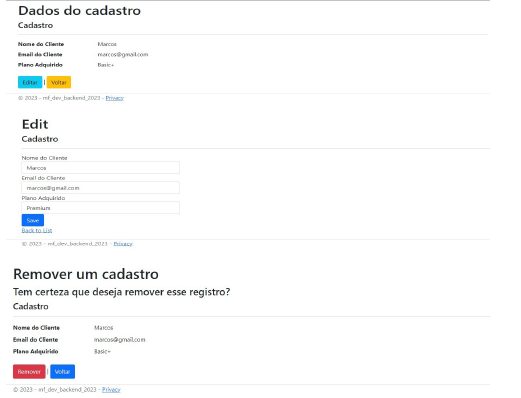 Dados do cadastro
Cadastro
Nome do Cliente Marcos
Email do Cliente marcos@gmail.com
Plano Adquirido Basic+
Editar | Voltar
© 2023 - mf_dev_backend_2023 - Privacy
Edit
Cadastro
Nome do Cliente
Marcos
Email do Cliente
marcos@gmail.com
Plano Adquirido
Premium
Save
Back to List
© 2023 - mf_dev_backend_2023 - Privacy
Remover um cadastro
Tem certeza que deseja remover esse registro?
Cadastro
Nome do Cliente Marcos
Email do Cliente marcos@gmail.com
Plano Adquirido Basic+
Remover | Voltar
© 2023 - mf_dev_backend_2023 - Privacy